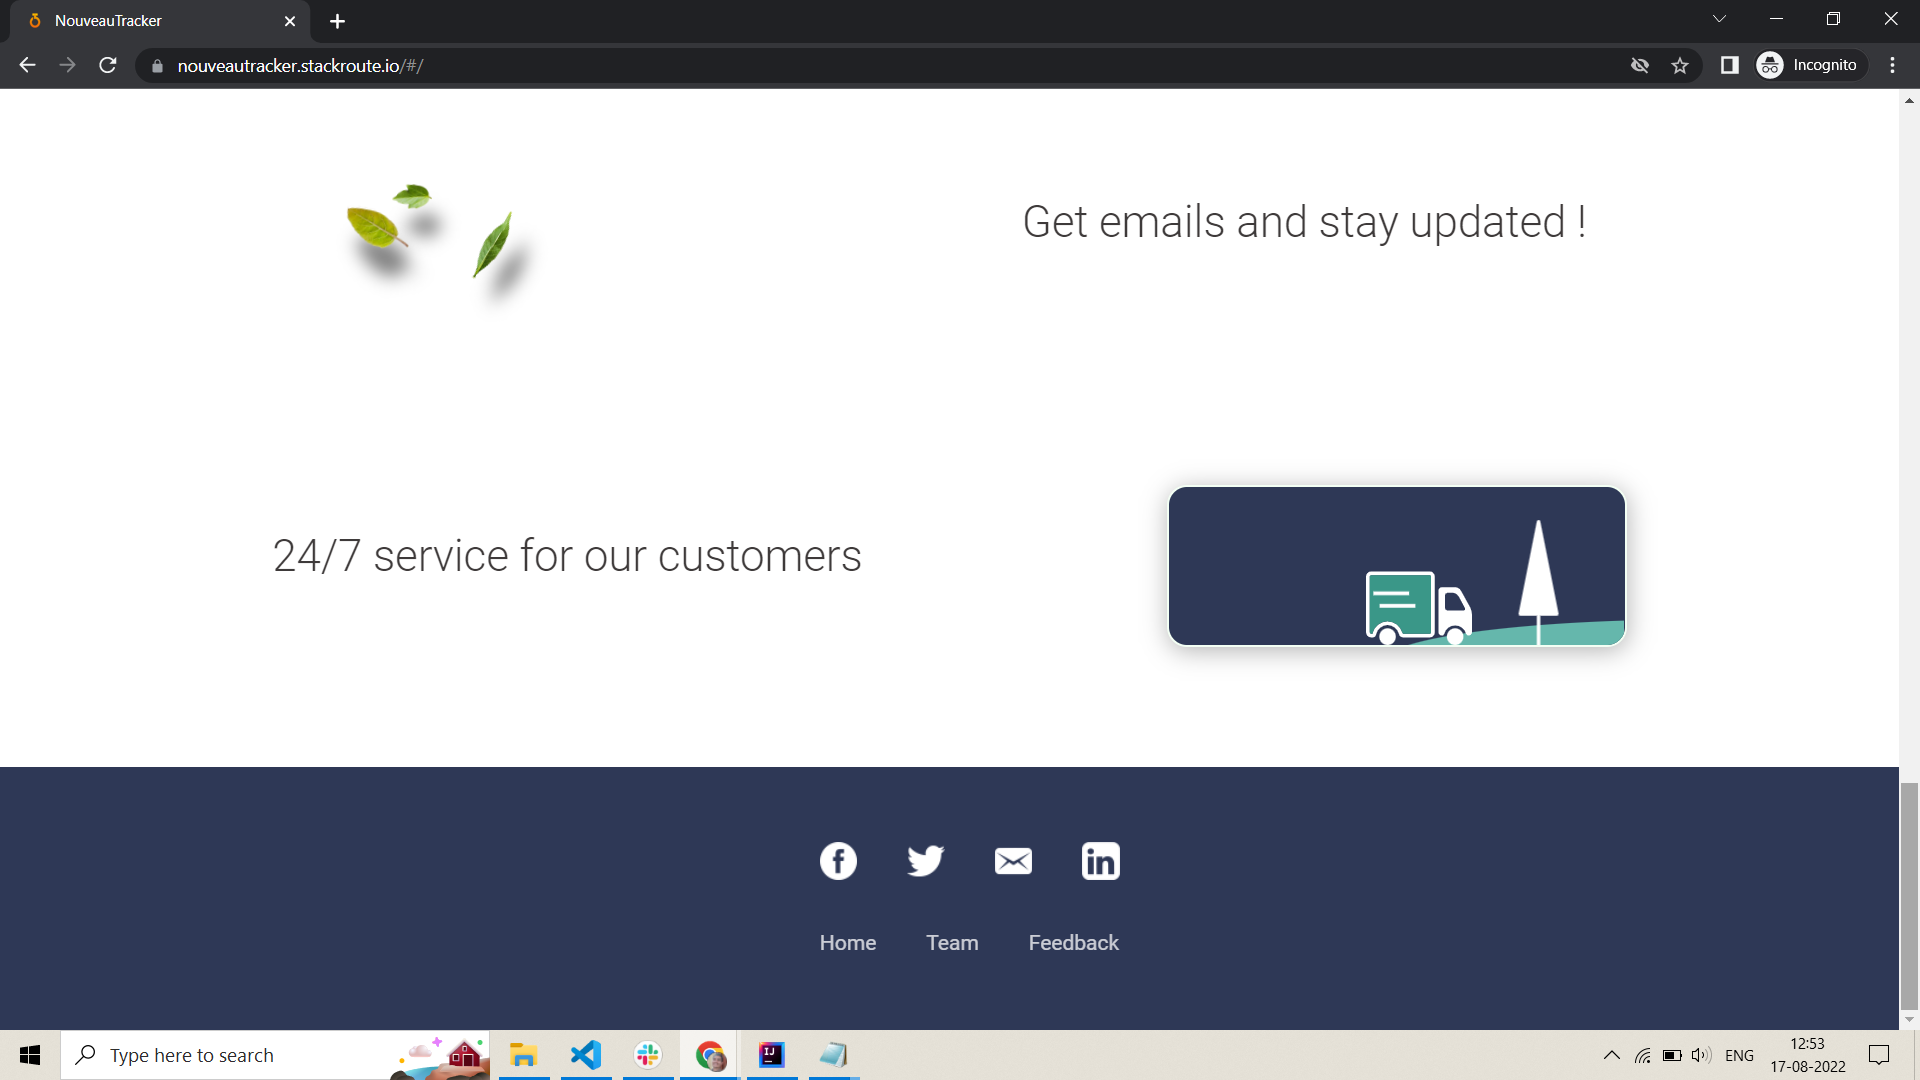 NouveauTracker
nouveautracker.stackroute.io/#/
Incognito
Get emails and stay updated !
24/7 service for our customers
Home Team Feedback
Type here to search
ENG
12:53
17-08-2022